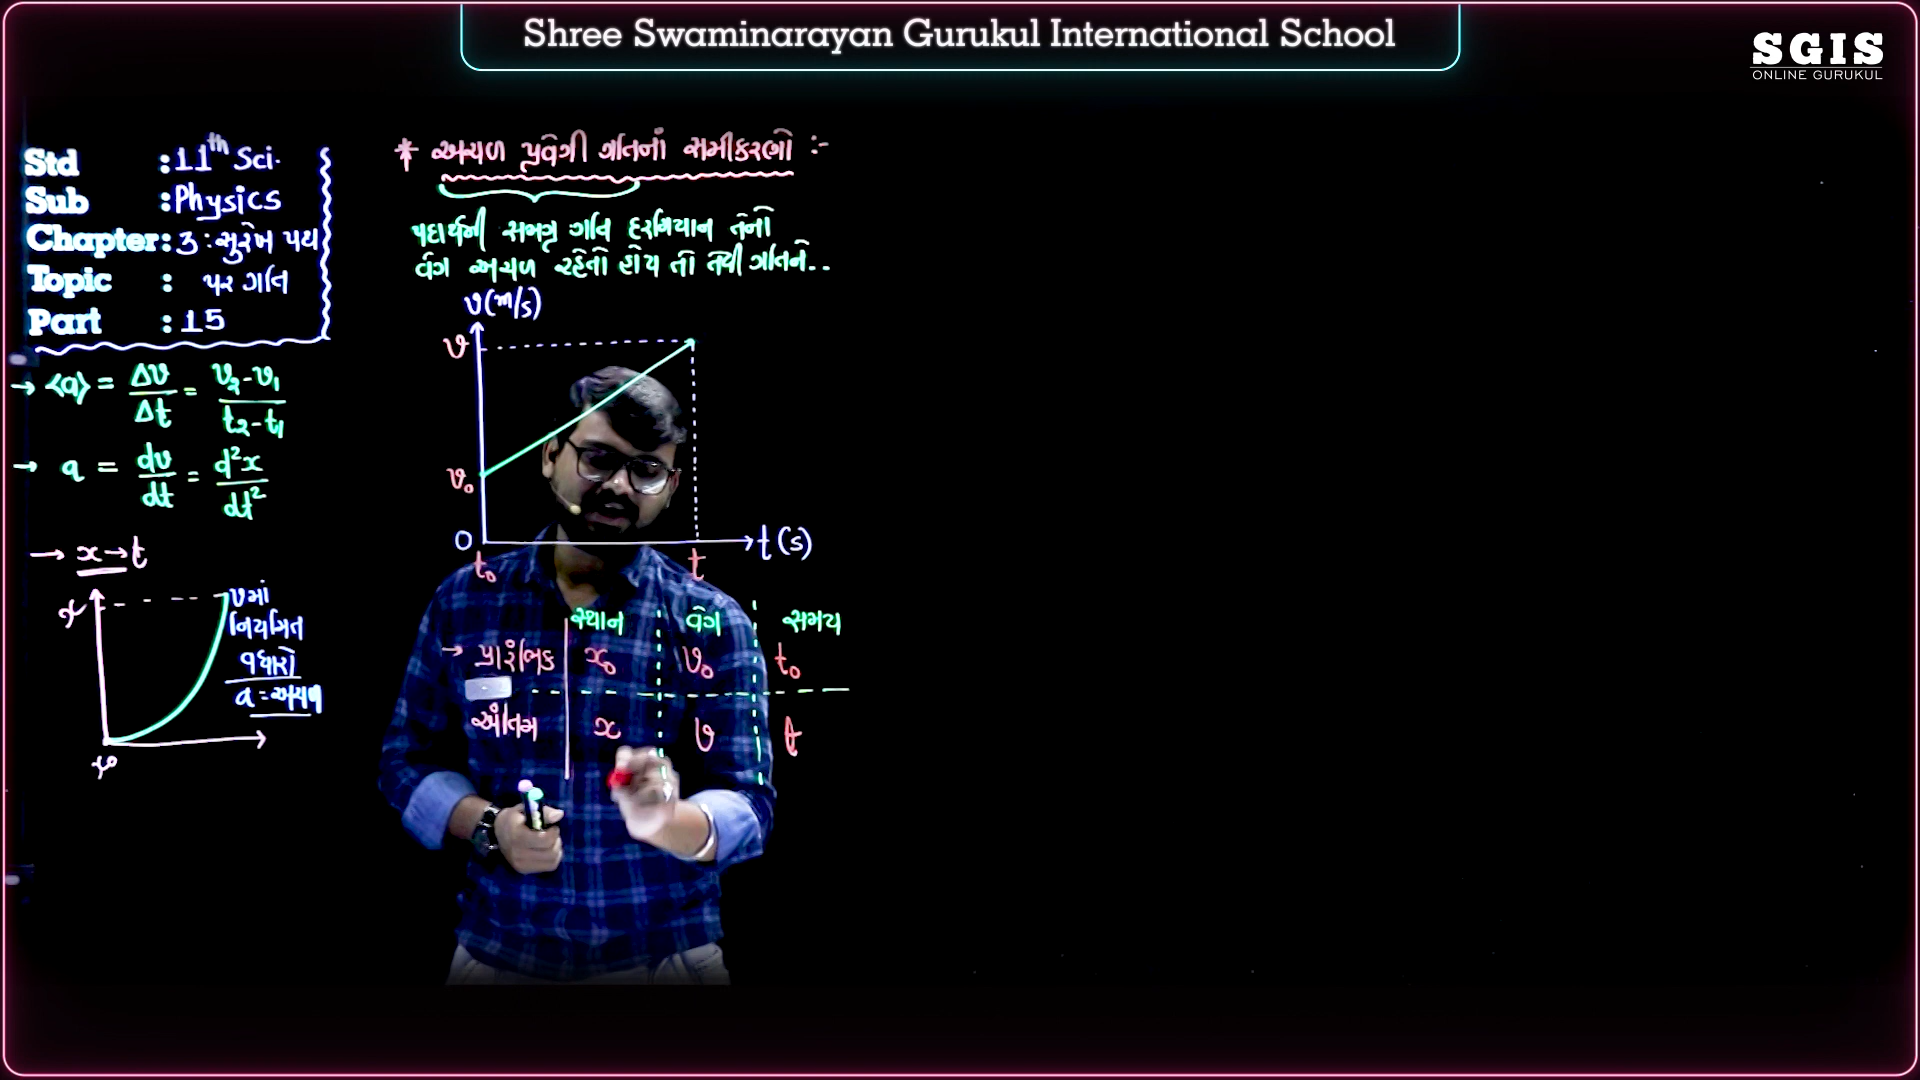 Shree Swaminarayan Gurukul International School
SGIS
ONLINE GURUKUL
Std : 11th Sci.
Sub : Physics
Chapter : 3 : સુરેખ પથ
Topic : પર ગતિ
Part : 15
→ <a> = Δv/Δt = v₂-v₁/t₂-t₁
→ a = dv/dt = d²x/dt²
→ x→t
x
vમાં
નિયમિત
વધારો
a = અચળ
* અચળ પ્રવેગી ગતિનાં સમીકરણો :-
પદાર્થની સમગ્ર ગતિ દરમિયાન તેનો
વેગ અચળ રહેતો હોય તો તેવી ગતિને..
v(m/s)
v
v₀
0 t(s)
t₀ t
સ્થાન વેગ સમય
→ પ્રારંભિક x₀ v₀ t₀
અંતિમ x v t